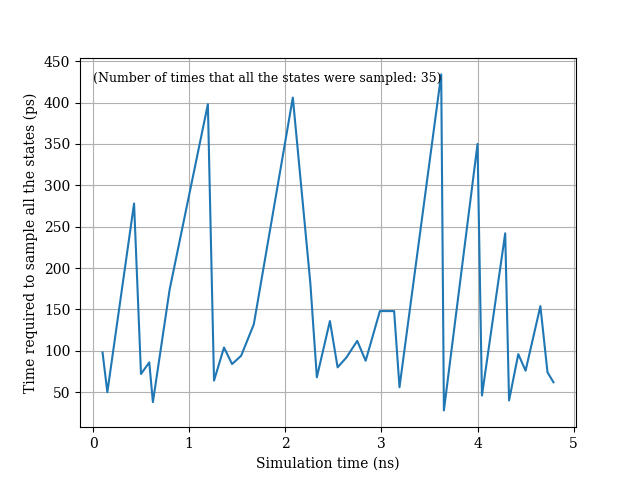 450
(Number of times that all the states were sampled: 35)
400
350
300
250
200
150
100
50
Time required to sample all the states (ps)
0 1 2 3 4 5
Simulation time (ns)